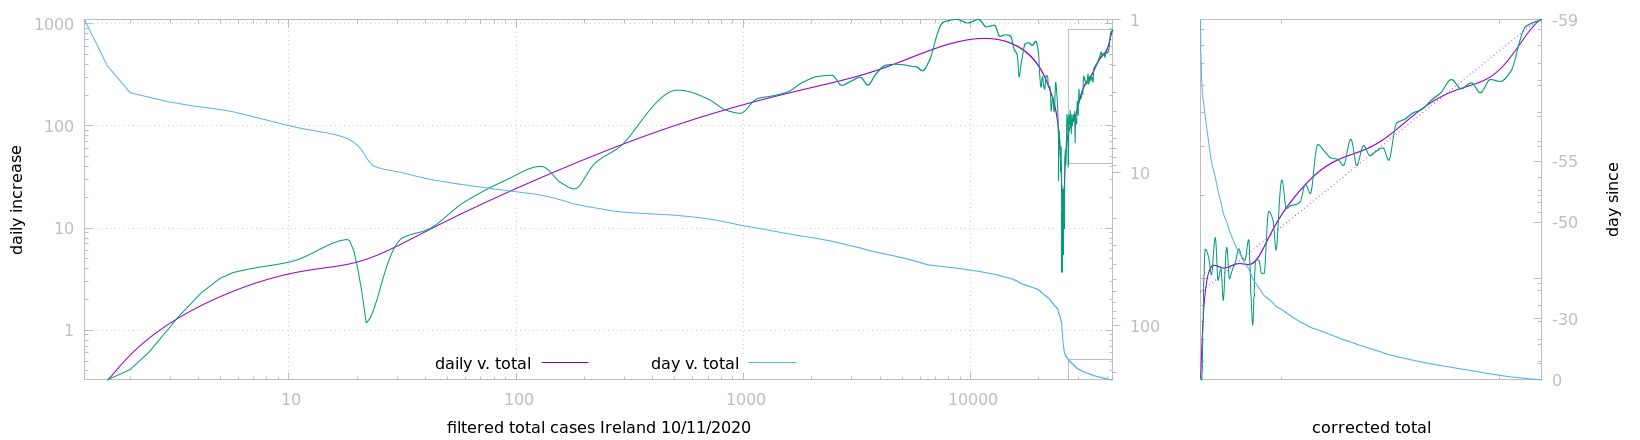 1000
100
10
1
daily increase
daily v. total
day v. total
10
100
1000
10000
filtered total cases Ireland 10/11/2020
1
10
100
-59
-55
-50
-30
0
day since
corrected total